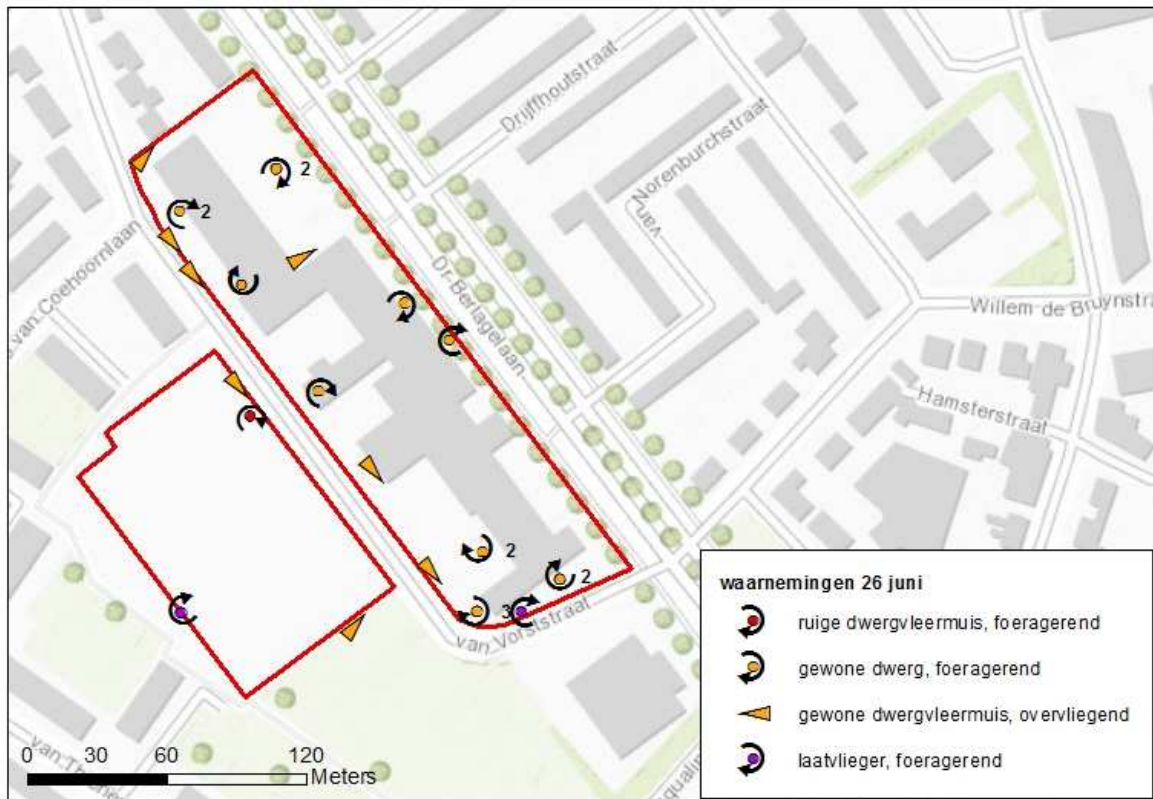 Drijfhoutstraat
van Norenburchstraat
Dr. Berlagelaan
van Coehoornlaan
Willem de Bruynstra
Hamsterstraat
van Vorststraat
2
2
2
2
3
0 30 60 120
Meters
waarnemingen 26 juni
ruige dwergvleermuis, foeragerend
gewone dwerg, foeragerend
gewone dwergvleermuis, overvliegend
laatvlieger, foeragerend